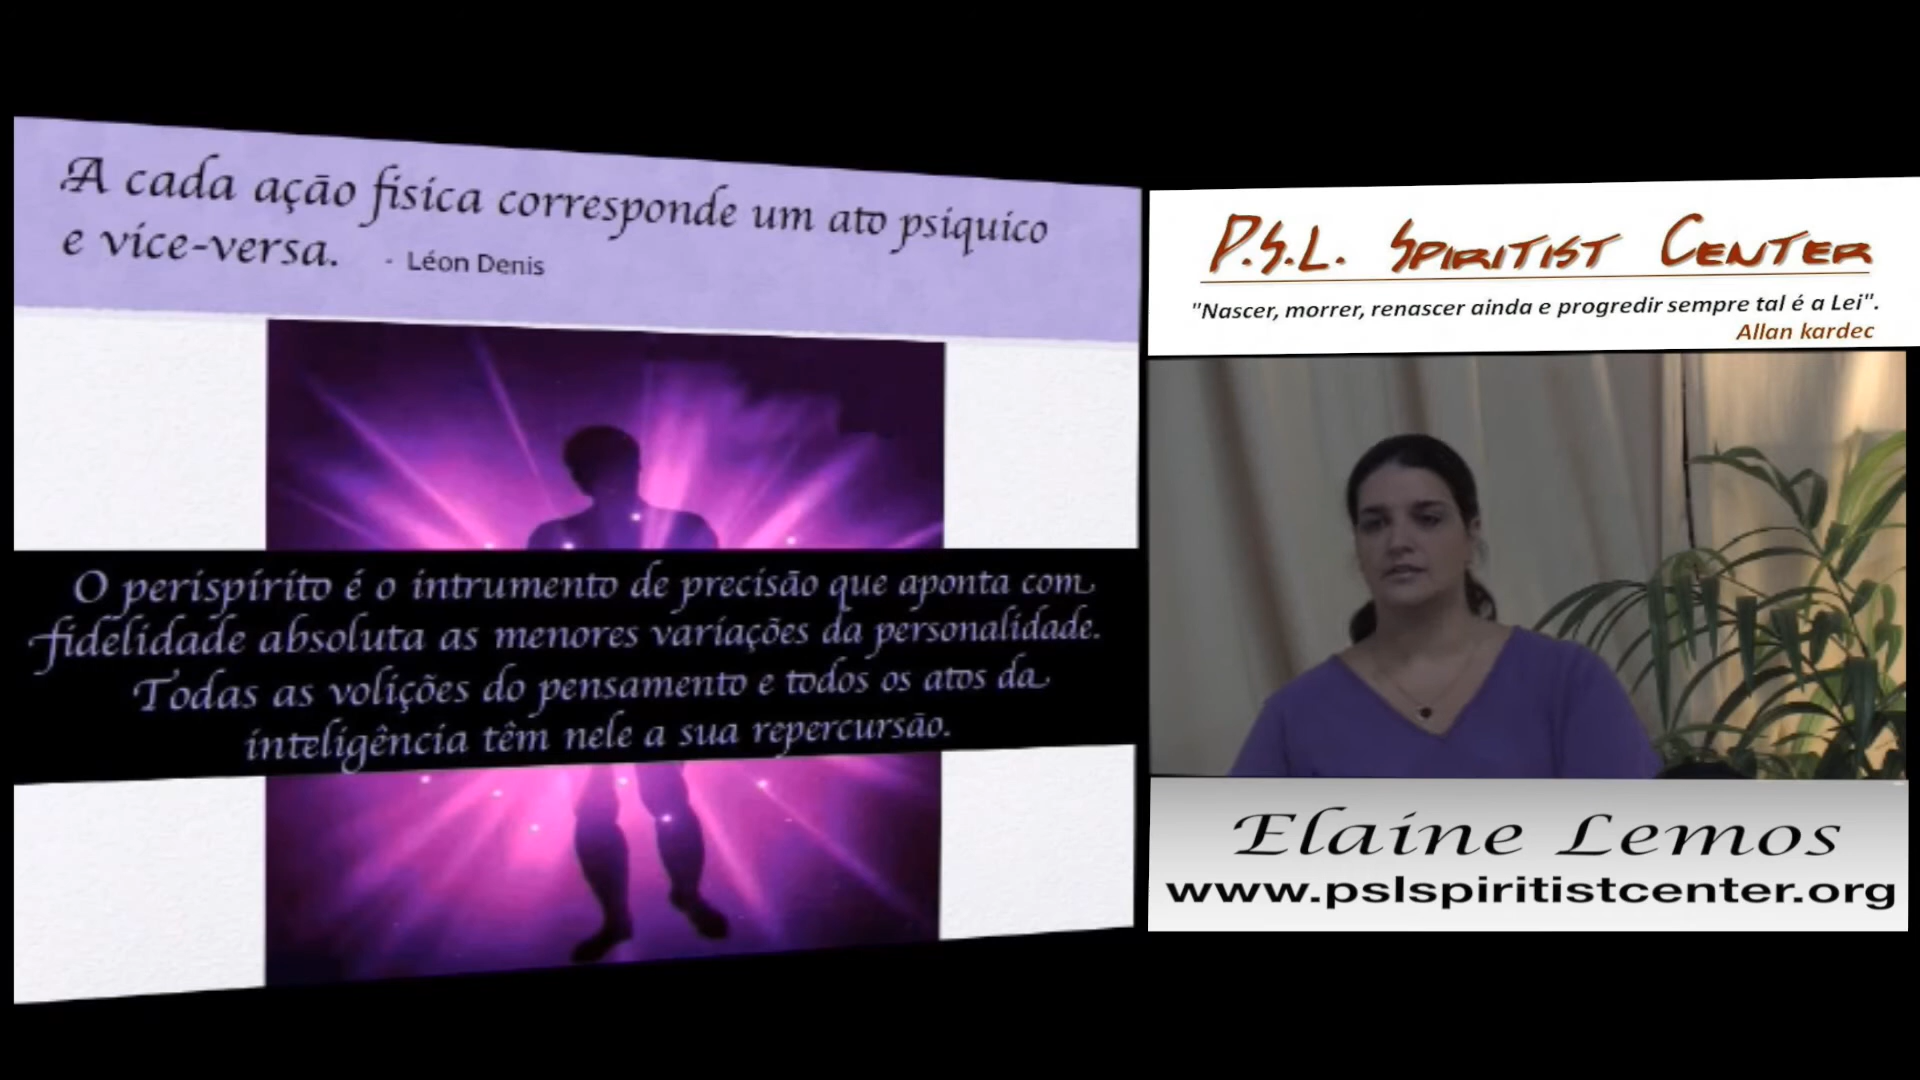 A cada ação física corresponde um ato psíquico
e vice-versa. - Léon Denis
O perispírito é o intrumento de precisão que aponta com
fidelidade absoluta as menores variações da personalidade.
Todas as volições do pensamento e todos os atos da
inteligência têm nele a sua repercursão.
P.S.L. Spiritist Center
"Nascer, morrer, renascer ainda e progredir sempre tal é a Lei".
Allan kardec
Elaine Lemos
www.pslspiritistcenter.org